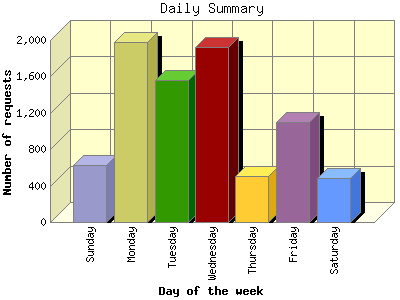 Daily Summary
Number of requests
2,000
1,600
1,200
800
400
0
Sunday
Monday
Tuesday
Wednesday
Thursday
Friday
Saturday
Day of the week